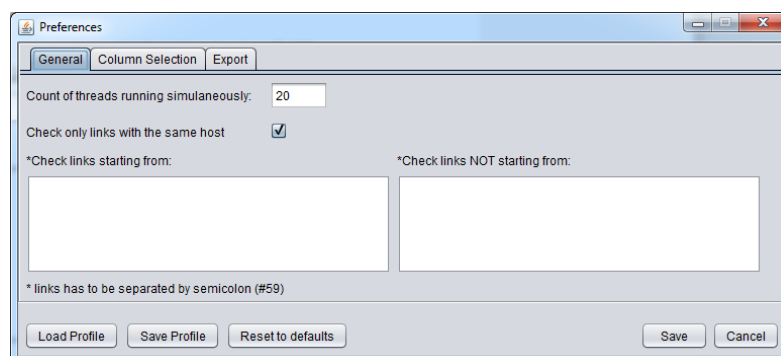 Preferences
General Column Selection Export
Count of threads running simulaneously: 20
Check only links with the same host
*Check links starting from: *Check links NOT starting from:
* links has to be separated by semicolon (#59)
Load Profile Save Profile Reset to defaults Save Cancel